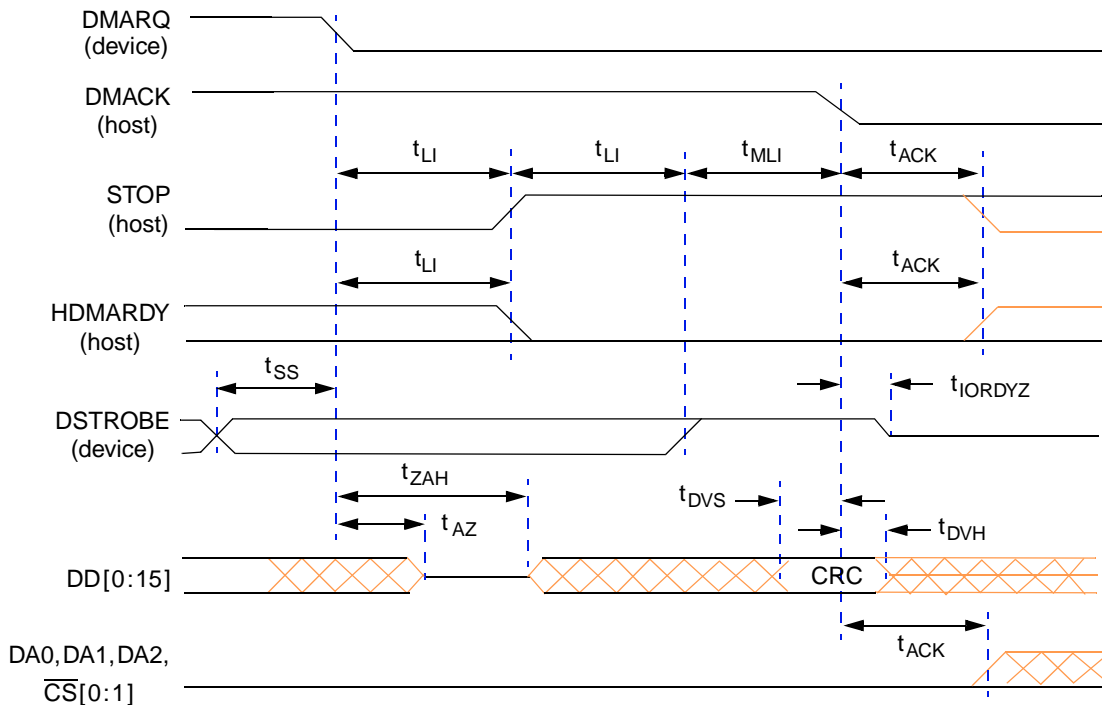 DMARQ
(device)
DMACK
(host)
tLI
tLI
tMLI
tACK
STOP
(host)
tLI
tACK
HDMARDY
(host)
tSS
tIORDYZ
DSTROBE
(device)
tZAH
tDVS
tAZ
tDVH
DD[0:15]
CRC
tACK
DA0,DA1,DA2,
C̅S̅[0:1]